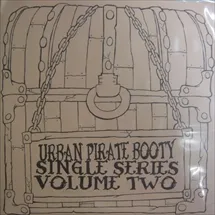 URBAN PIRATE BOOTY
SINGLE SERIES
VOLUME TWO